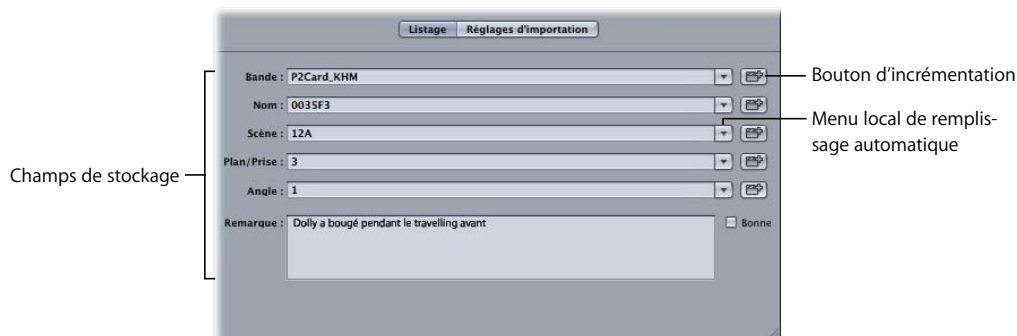 Listage Réglages d'importation
Bande : P2Card_KHM
Bouton d'incrémentation
Nom : 0035F3
Menu local de remplis-
sage automatique
Scène : 12A
Plan/Prise : 3
Champs de stockage
Angle : 1
Remarque : Dolly a bougé pendant le travelling avant
Bonne